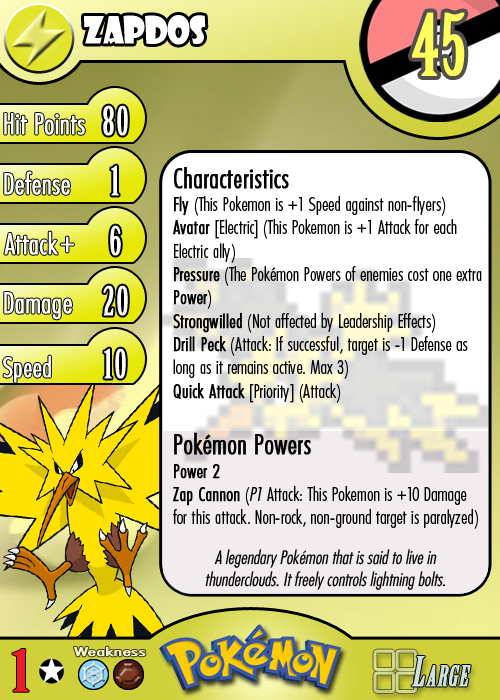 ZAPDOS
45
Hit Points 80
Defense 1
Attack+ 6
Damage 20
Speed 10
Characteristics
Fly (This Pokemon is +1 Speed against non-flyers)
Avatar [Electric] (This Pokemon is +1 Attack for each
Electric ally)
Pressure (The Pokémon Powers of enemies cost one extra
Power)
Strongwilled (Not affected by Leadership Effects)
Drill Peck (Attack: If successful, target is -1 Defense as
long as it remains active. Max 3)
Quick Attack [Priority] (Attack)
Pokémon Powers
Power 2
Zap Cannon (P1 Attack: This Pokemon is +10 Damage
for this attack. Non-rock, non-ground target is paralyzed)
A legendary Pokémon that is said to live in
thunderclouds. It freely controls lightning bolts.
1
Weakness
POKéMON
LARGE